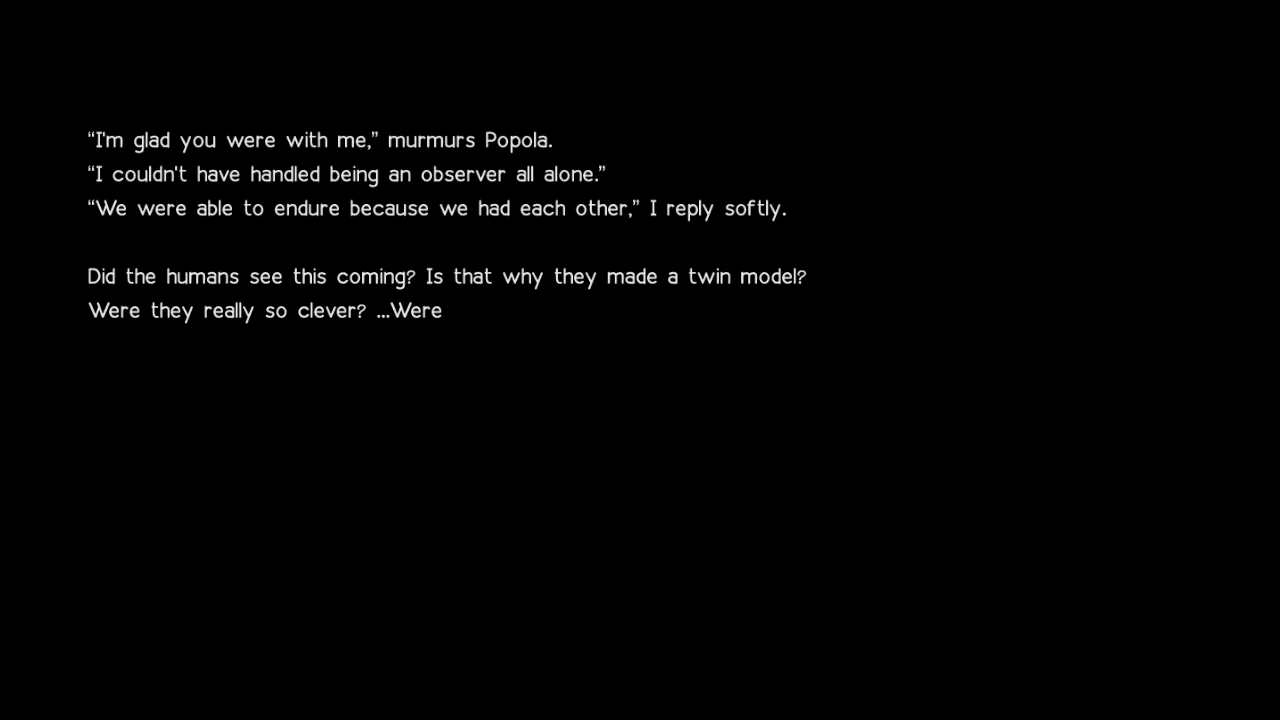 “I'm glad you were with me,” murmurs Popola.
“I couldn't have handled being an observer all alone.”
“We were able to endure because we had each other,” I reply softly.
Did the humans see this coming? Is that why they made a twin model?
Were they really so clever? ...Were